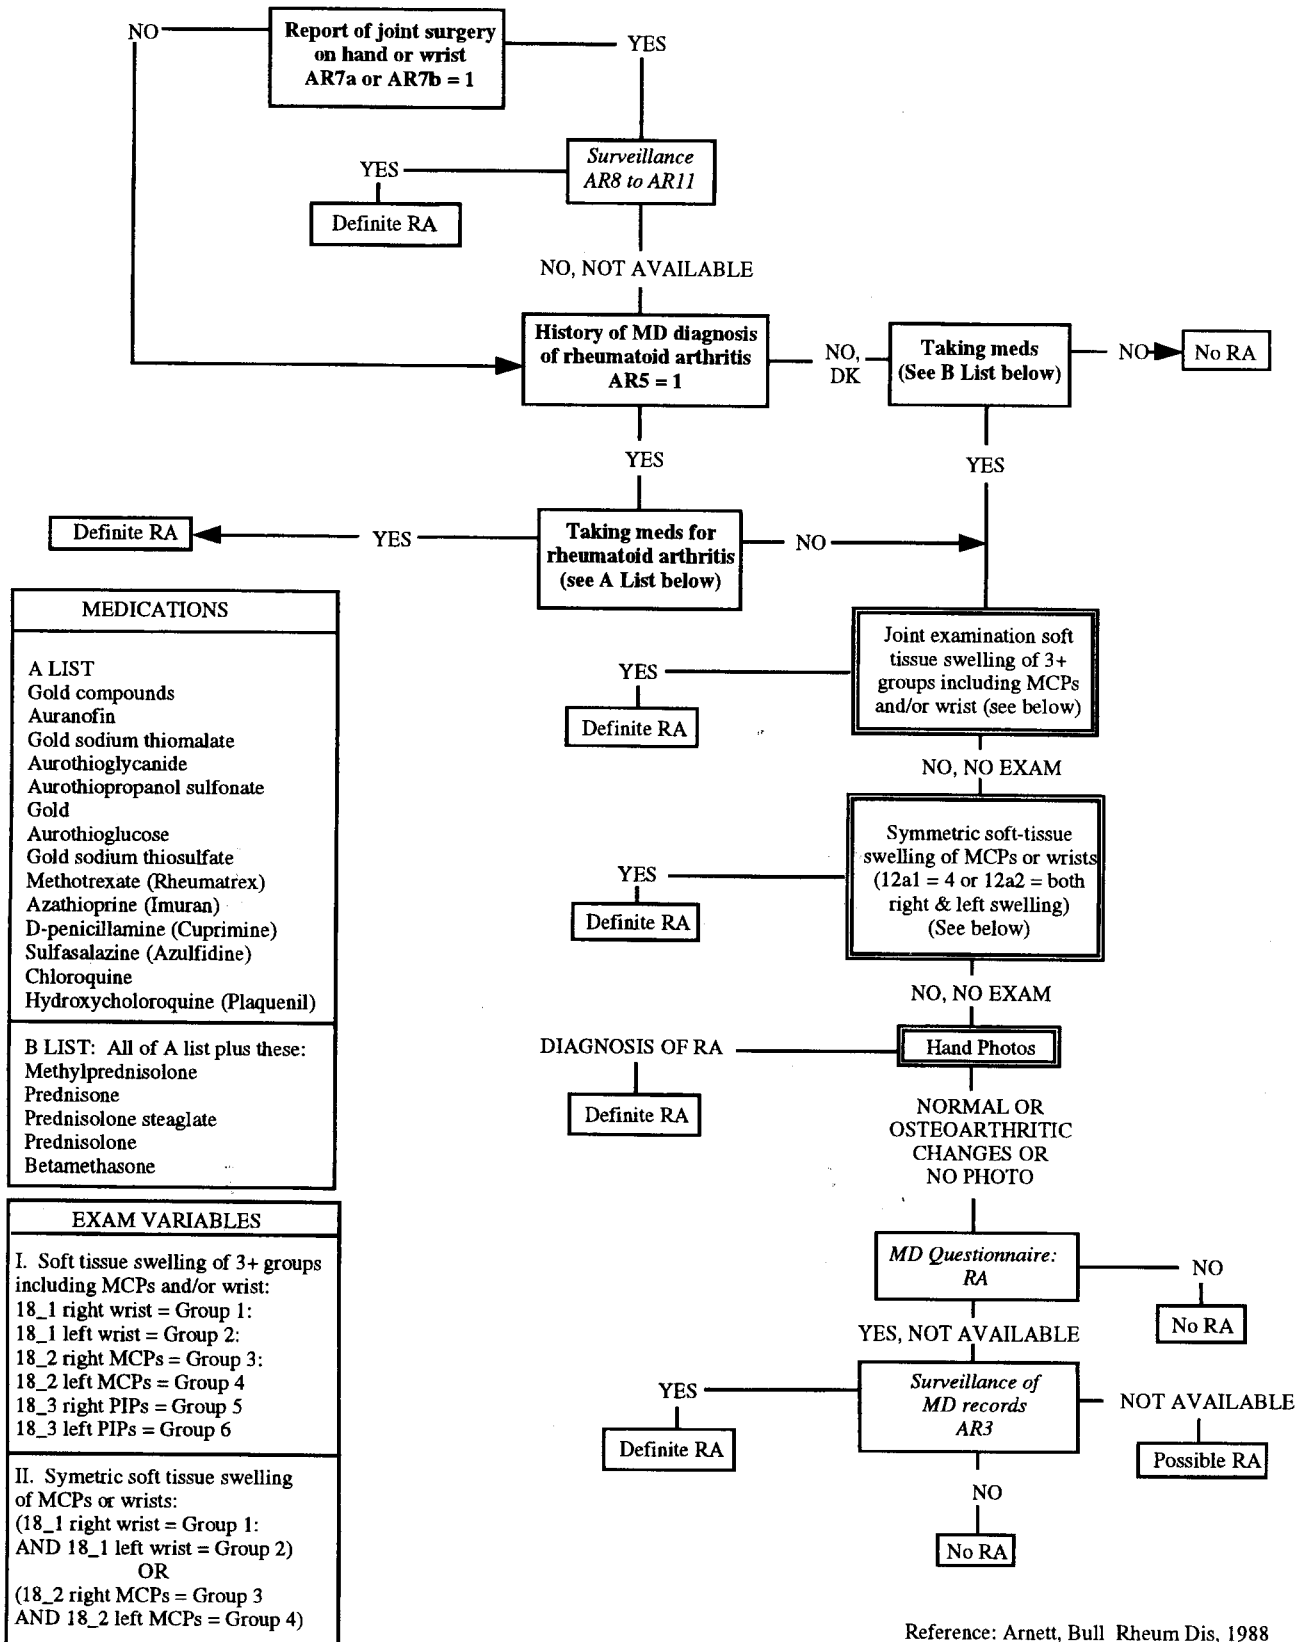 NO
Report of joint surgery
on hand or wrist
AR7a or AR7b = 1
YES
Surveillance
AR8 to AR11
YES
Definite RA
NO, NOT AVAILABLE
History of MD diagnosis
of rheumatoid arthritis
AR5 = 1
NO,
DK
Taking meds
(See B List below)
NO
No RA
YES
YES
Definite RA
YES
Taking meds for
rheumatoid arthritis
(see A List below)
NO
MEDICATIONS
A LIST
Gold compounds
Auranofin
Gold sodium thiomalate
Aurothioglycanide
Aurothiopropanol sulfonate
Gold
Aurothioglucose
Gold sodium thiosulfate
Methotrexate (Rheumatrex)
Azathioprine (Imuran)
D-penicillamine (Cuprimine)
Sulfasalazine (Azulfidine)
Chloroquine
Hydroxycholoroquine (Plaquenil)
B LIST: All of A list plus these:
Methylprednisolone
Prednisone
Prednisolone steaglate
Prednisolone
Betamethasone
EXAM VARIABLES
I. Soft tissue swelling of 3+ groups
including MCPs and/or wrist:
18_1 right wrist = Group 1:
18_1 left wrist = Group 2:
18_2 right MCPs = Group 3:
18_2 left MCPs = Group 4
18_3 right PIPs = Group 5
18_3 left PIPs = Group 6
II. Symetric soft tissue swelling
of MCPs or wrists:
(18_1 right wrist = Group 1:
AND 18_1 left wrist = Group 2)
OR
(18_2 right MCPs = Group 3
AND 18_2 left MCPs = Group 4)
Joint examination soft
tissue swelling of 3+
groups including MCPs
and/or wrist (see below)
YES
Definite RA
NO, NO EXAM
Symmetric soft-tissue
swelling of MCPs or wrists
(12a1 = 4 or 12a2 = both
right & left swelling)
(See below)
YES
Definite RA
NO, NO EXAM
Hand Photos
DIAGNOSIS OF RA
Definite RA
NORMAL OR
OSTEOARTHRITIC
CHANGES OR
NO PHOTO
MD Questionnaire:
RA
NO
No RA
YES, NOT AVAILABLE
Surveillance of
MD records
AR3
YES
Definite RA
NOT AVAILABLE
Possible RA
NO
No RA
Reference: Arnett, Bull Rheum Dis, 1988